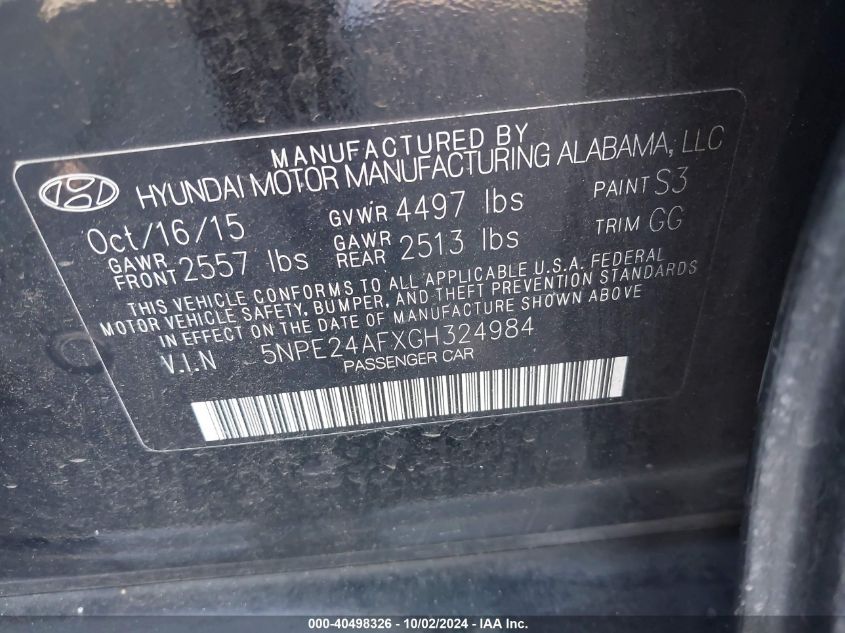 MANUFACTURED BY
HYUNDAI MOTOR MANUFACTURING ALABAMA, LLC
Oct/16/15 GVWR 4497 lbs PAINT S3
GAWR FRONT 2557 lbs GAWR REAR 2513 lbs TRIM GG
THIS VEHICLE CONFORMS TO ALL APPLICABLE U.S.A. FEDERAL
MOTOR VEHICLE SAFETY, BUMPER, AND THEFT PREVENTION STANDARDS
IN EFFECT ON THE DATE OF MANUFACTURE SHOWN ABOVE
V.I.N 5NPE24AFXGH324984
PASSENGER CAR
000-40498326 - 10/02/2024 - IAA Inc.